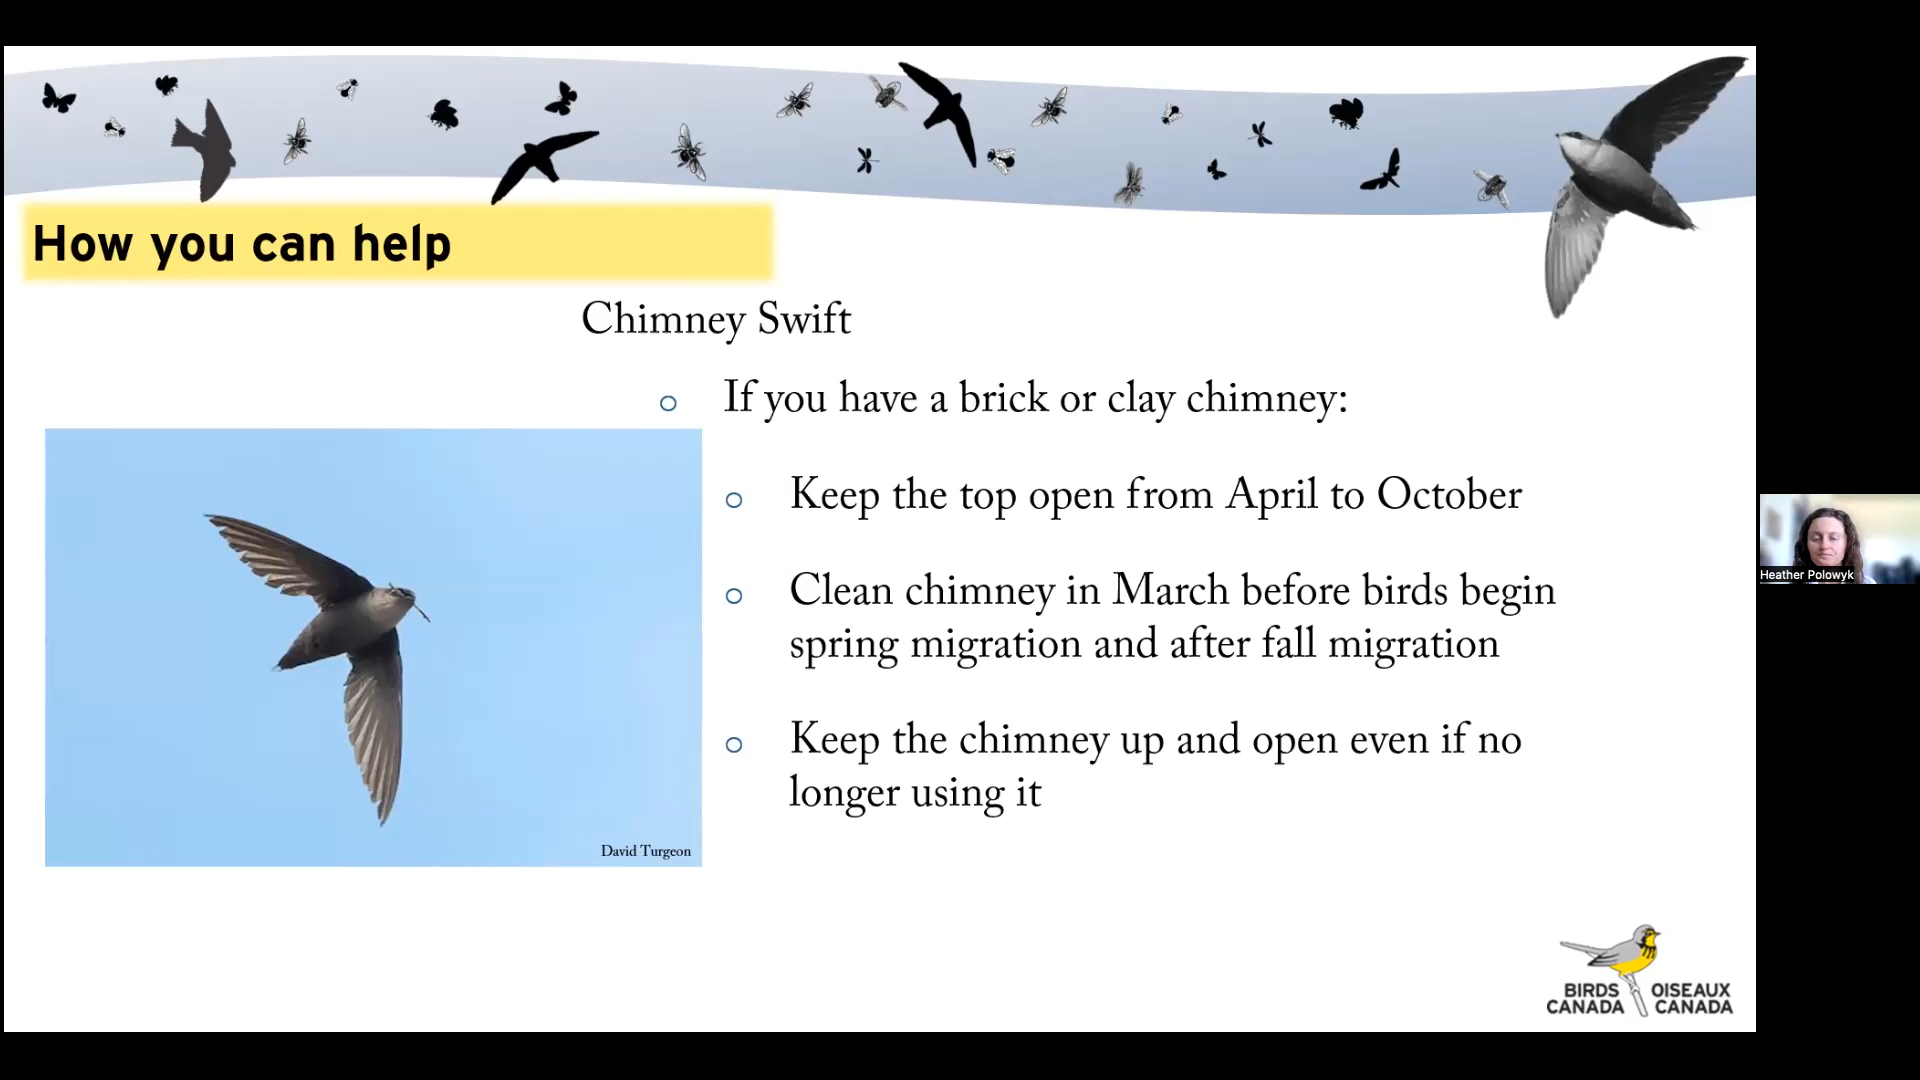 How you can help
Chimney Swift
o If you have a brick or clay chimney:
o Keep the top open from April to October
o Clean chimney in March before birds begin
spring migration and after fall migration
o Keep the chimney up and open even if no
longer using it
David Turgeon
Heather Polowyk
BIRDS OISEAUX
CANADA CANADA